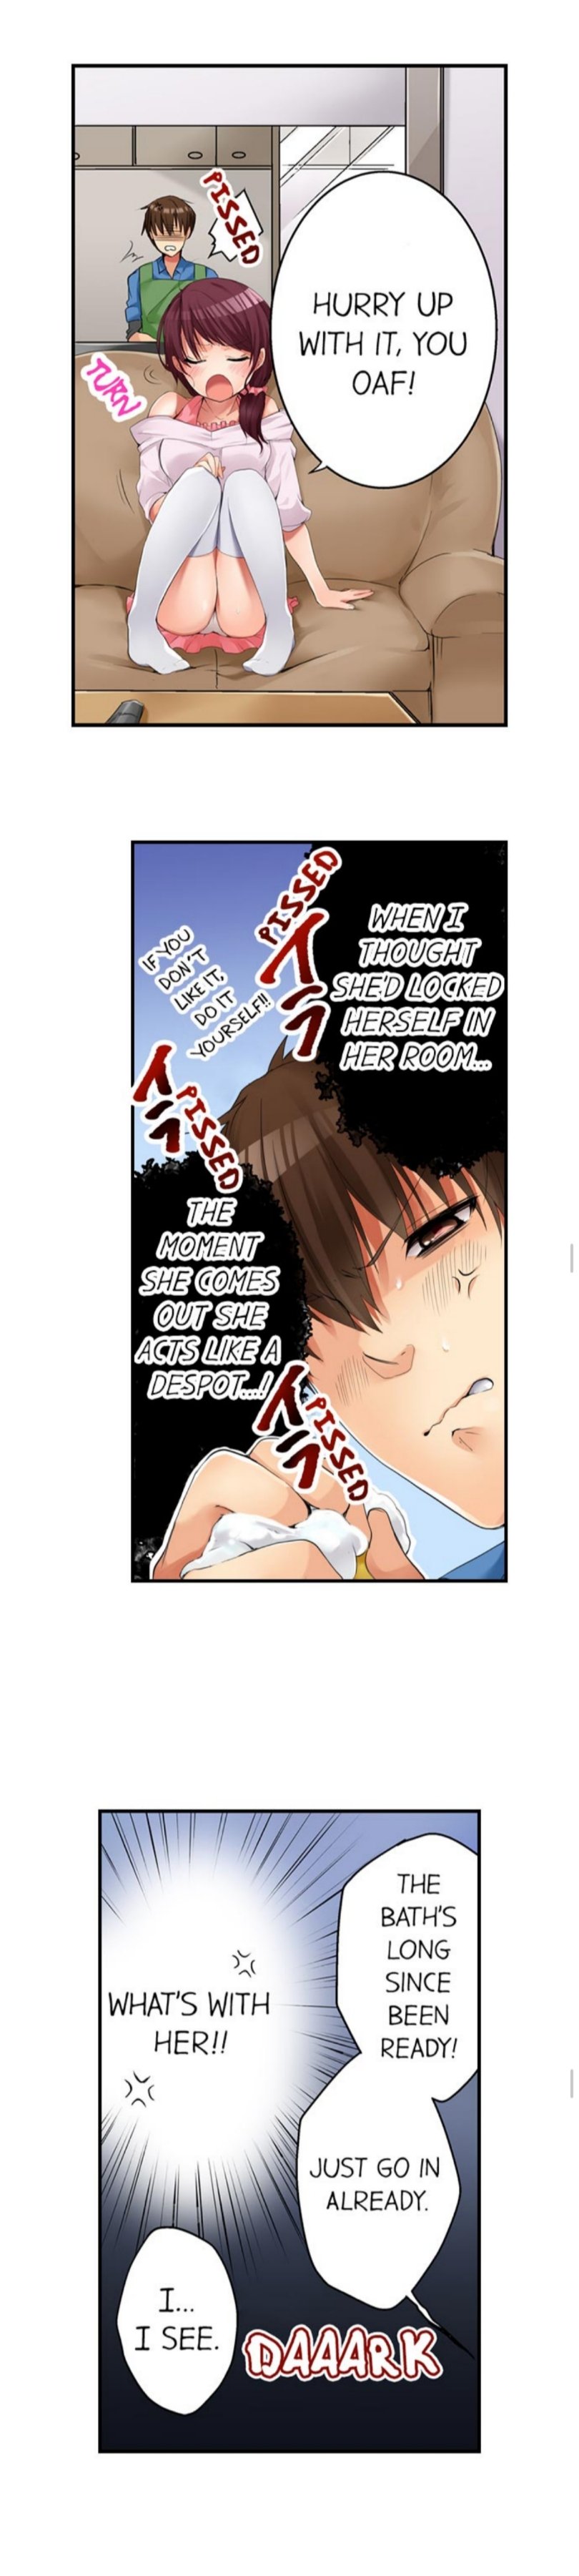 PISSED
HURRY UP
WITH IT, YOU
OAF!
TURN
PISSED
イラ
WHEN I
THOUGHT
SHE'D LOCKED
HERSELF IN
HER ROOM...
IF YOU
DON'T
LIKE IT,
DO IT
YOURSELF!!
イラ
PISSED
THE
MOMENT
SHE COMES
OUT SHE
ACTS LIKE A
DESPOT...!
イラ
PISSED
THE
BATH'S
LONG
SINCE
BEEN
READY!
WHAT'S WITH
HER!!
JUST GO IN
ALREADY.
I...
I SEE.
DAAARK